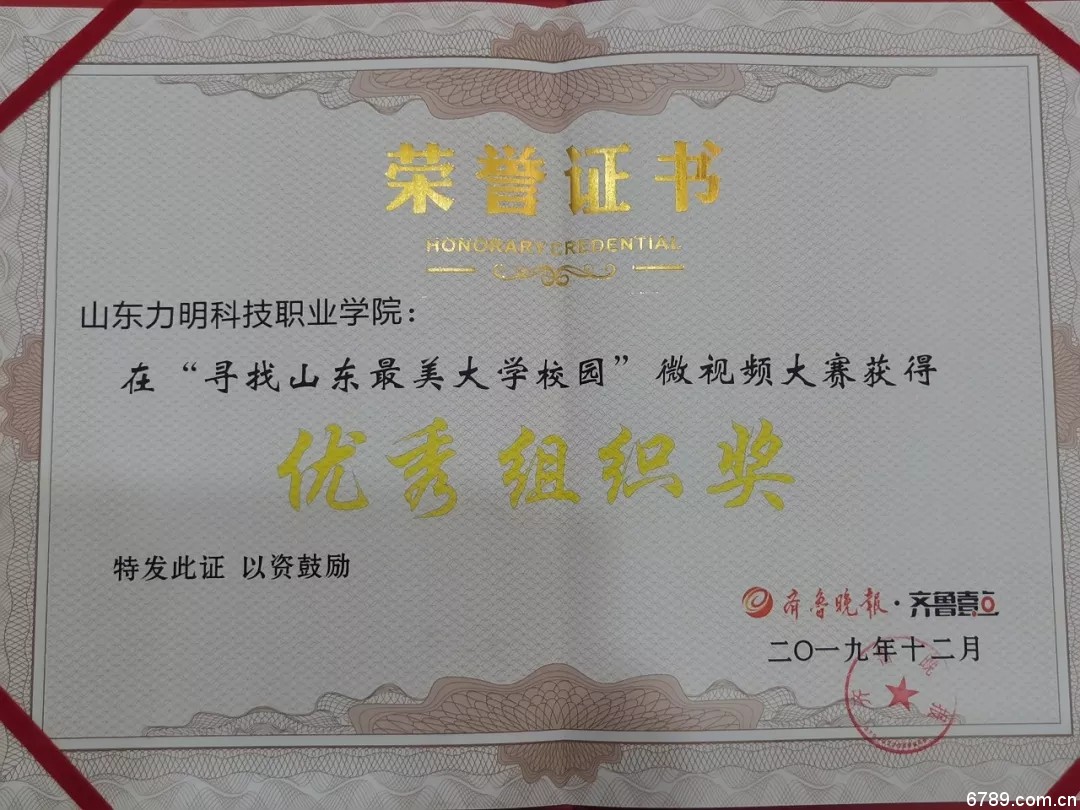 荣誉证书
HONORARY CREDENTIAL
山东力明科技职业学院：
在“寻找山东最美大学校园”微视频大赛获得
优秀组织奖
特发此证 以资鼓励
齐鲁晚报·齐鲁壹点
二〇一九年十二月
6789.com.cn